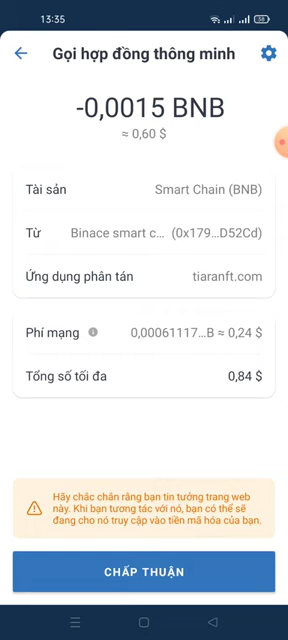 13:35
58
Gọi hợp đồng thông minh
-0,0015 BNB
≈ 0,60 $
Tài sản Smart Chain (BNB)
Từ Binace smart c... (0x179...D52Cd)
Ứng dụng phân tán tiaranft.com
Phí mạng 0,00061117...B ≈ 0,24 $
Tổng số tối đa 0,84 $
Hãy chắc chắn rằng bạn tin tưởng trang web
này. Khi bạn tương tác với nó, bạn có thể sẽ
đang cho nó truy cập vào tiền mã hóa của bạn.
CHẤP THUẬN